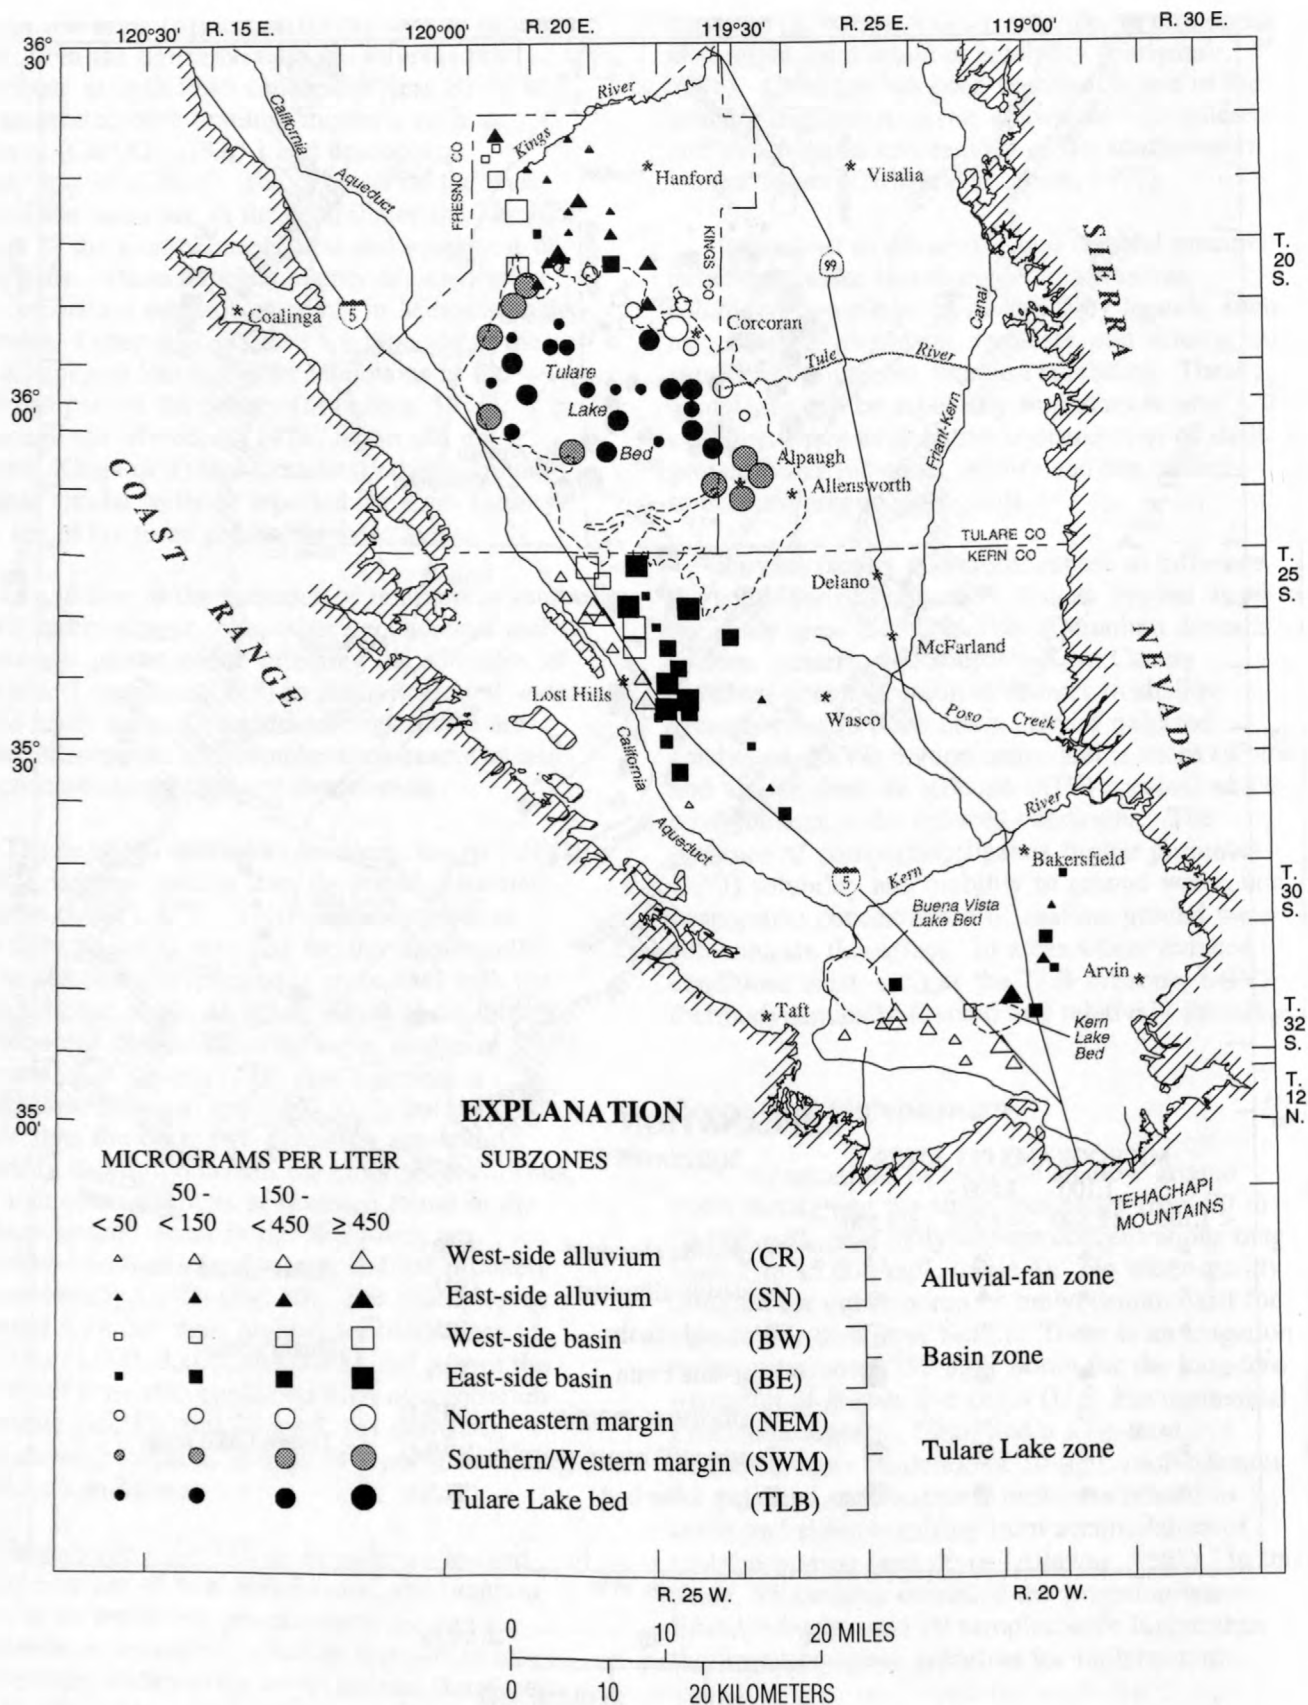 R. 15 E.
R. 20 E.
R. 25 E.
R. 30 E.
120°30'
120°00'
119°30'
119°00'
36°
30'
California
Aqueduct
FRESNO CO
Kings
River
Hanford
Visalia
KINGS CO
99
Canal
SIERRA
T.
20
S.
Coalinga
5
Corcoran
Tulare
Lake
Bed
Tule
River
36°
00'
Friant-Kern
Alpaugh
Allensworth
COAST
RANGE
TULARE CO
KERN CO
T.
25
S.
Delano
McFarland
NEVADA
Lost Hills
Wasco
Poso
Creek
35°
30'
California
Aqueduct
River
Kern
5
Bakersfield
Buena Vista
Lake Bed
T.
30
S.
Arvin
Taft
Kern
Lake
Bed
T.
32
S.
35°
00'
T.
12
N.
TEHACHAPI
MOUNTAINS
EXPLANATION
MICROGRAMS PER LITER SUBZONES
50 - 150 -
<50 <150 <450 ≥450
West-side alluvium (CR)
East-side alluvium (SN)
Alluvial-fan zone
West-side basin (BW)
East-side basin (BE)
Basin zone
Northeastern margin (NEM)
Southern/Western margin (SWM)
Tulare Lake bed (TLB)
Tulare Lake zone
R. 25 W.
R. 20 W.
0 10 20 MILES
0 10 20 KILOMETERS